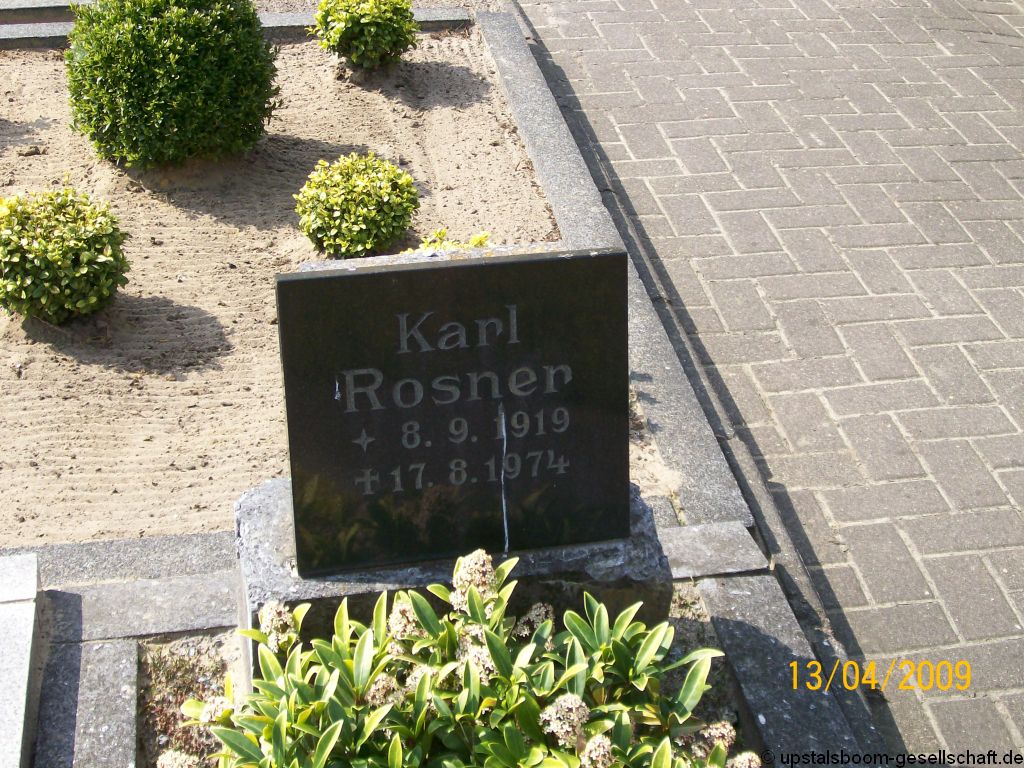 Karl
Rosner
8. 9. 1919
17. 8. 1974
13/04/2009
© upstalsboom-gesellschaft.de